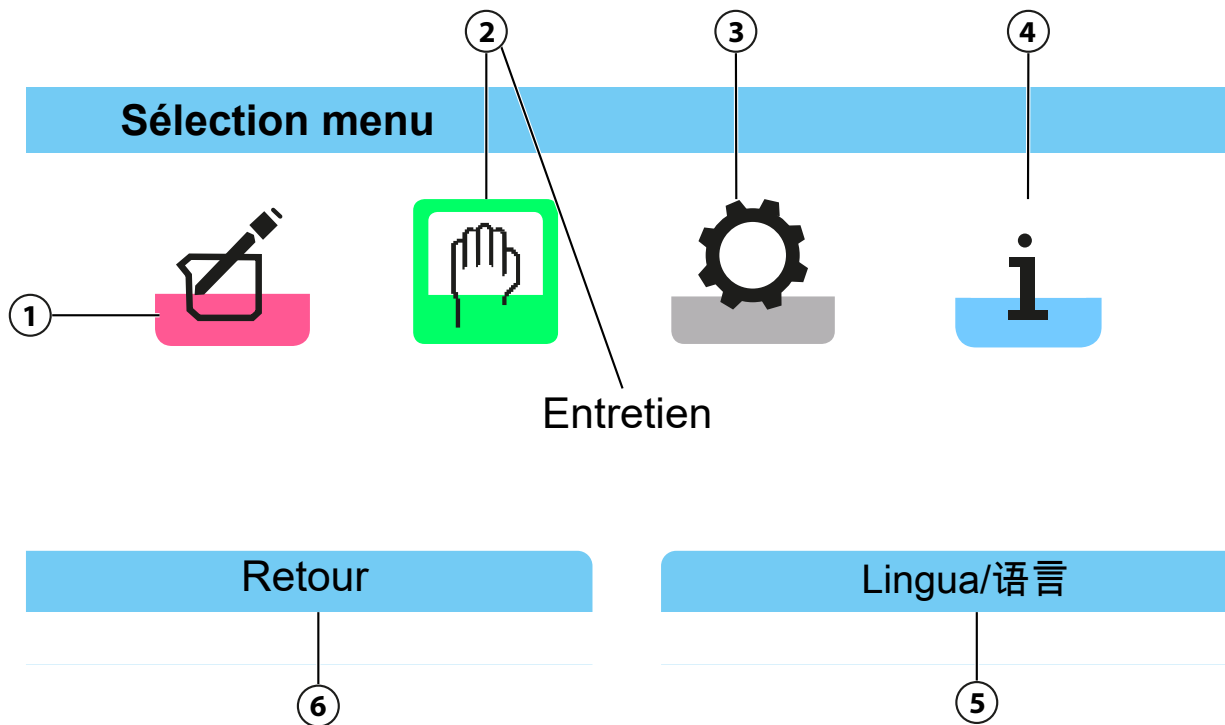 2 3 4
Sélection menu
1
Entretien
Retour Lingua/语言
6 5